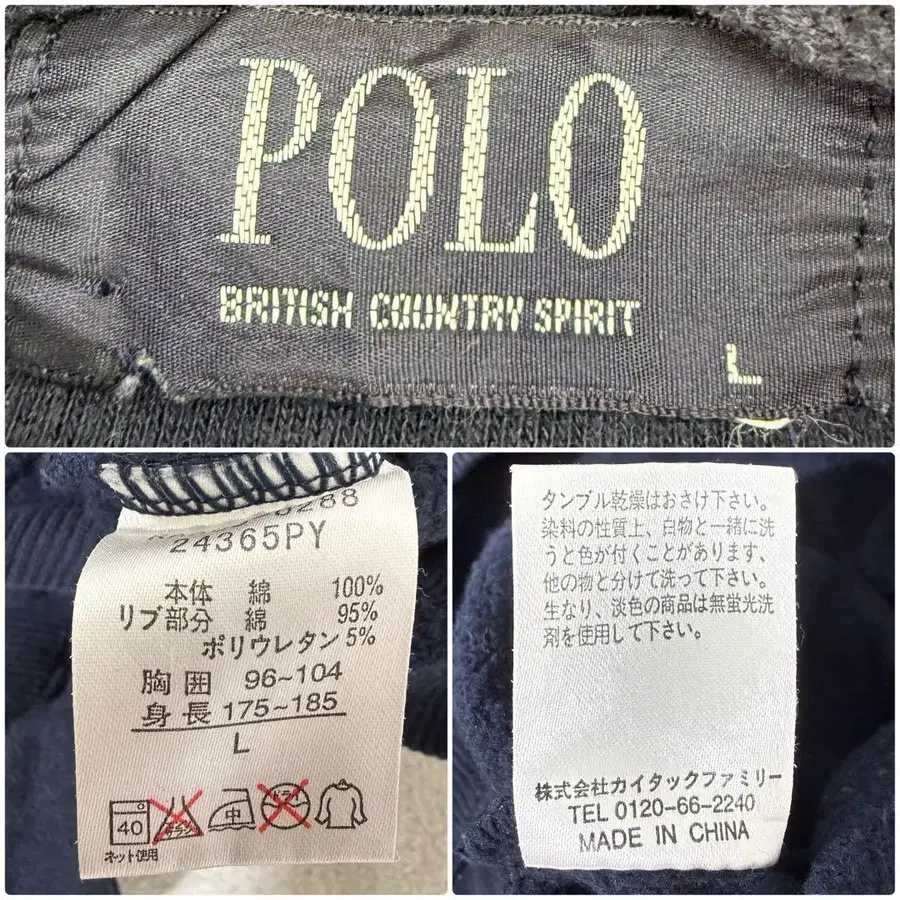 POLO
BRITISH COUNTRY SPIRIT
L
24365PY
本体 綿 100%
リブ部分 綿 95%
ポリウレタン 5%
胸囲 96~104
身長 175~185
L
40 中 ドライ
ネット使用
タンブル乾燥はおさけ下さい。
染料の性質上、白物と一緒に洗
うと色が付くことがあります、
他の物と分けて洗って下さい。
生なり、淡色の商品は無蛍光洗
剤を使用して下さい。
株式会社カイタックファミリー
TEL 0120-66-2240
MADE IN CHINA